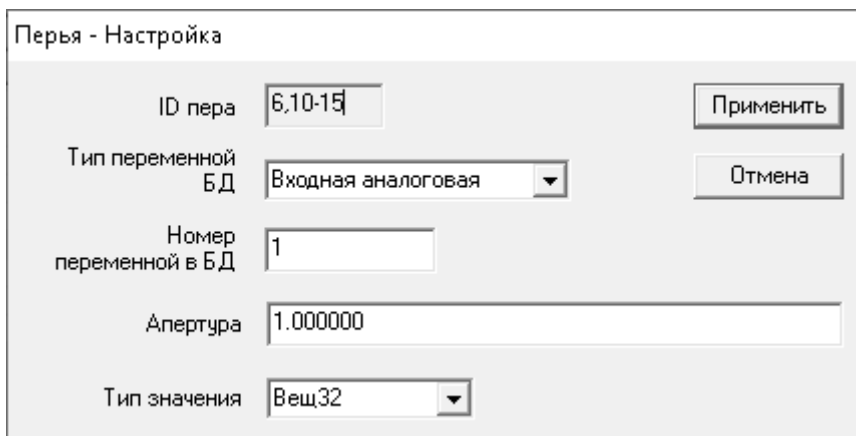 Перья - Настройка
ID пера 6,10-15 Применить
Тип переменной
БД Входная аналоговая Отмена
Номер
переменной в БД 1
Апертура 1.000000
Тип значения Вещ32